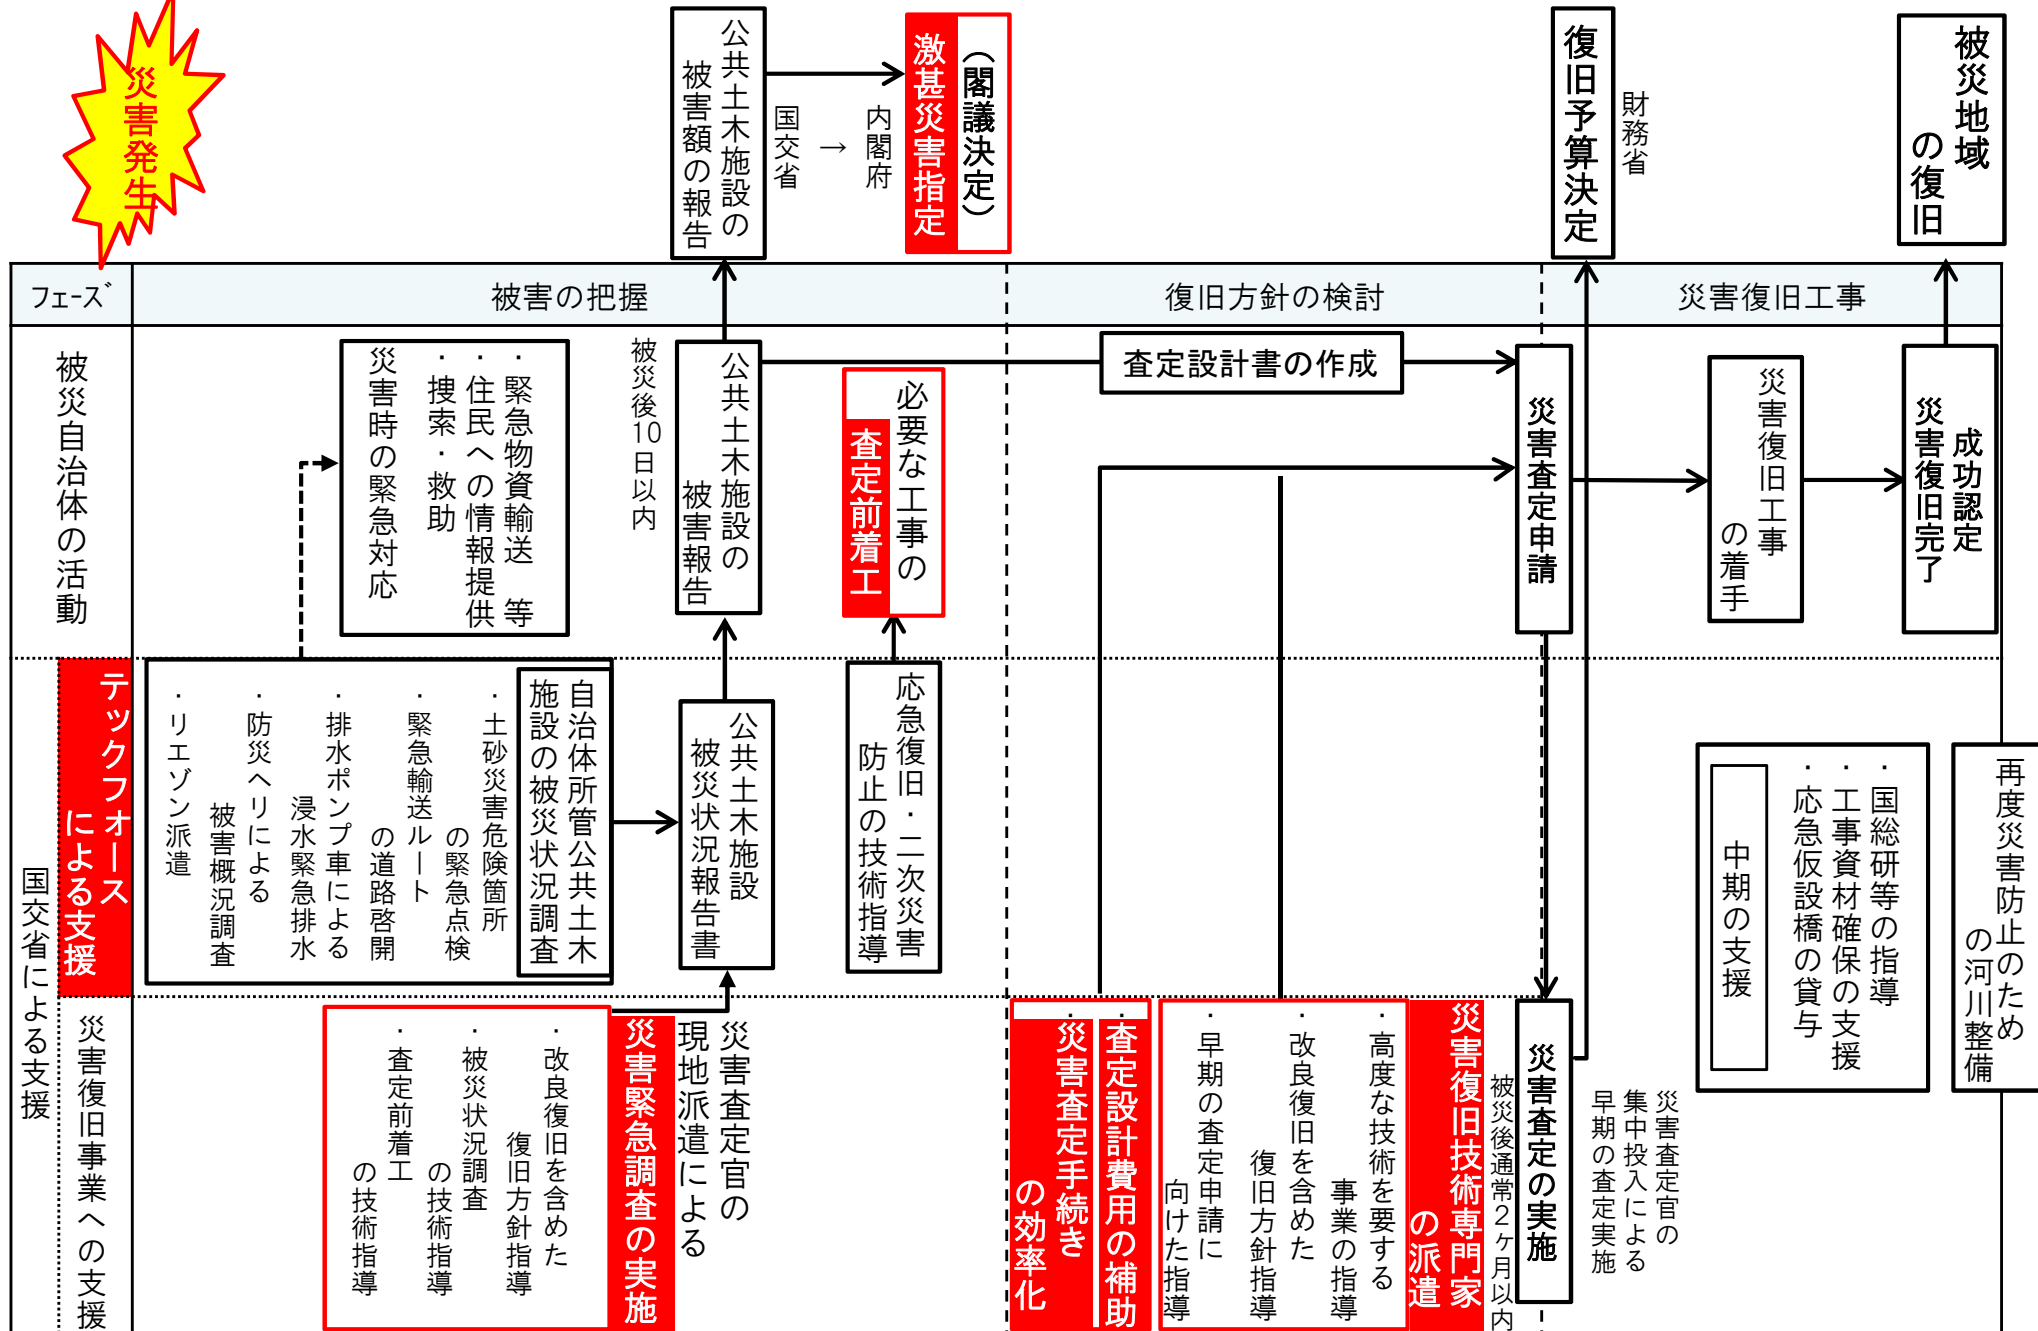 災害発生
公共土木施設の
被害額の報告
国交省
→
内閣府
激甚災害指定
(閣議決定)
復旧予算決定
財務省
被災地域
の復旧
フェーズ
被害の把握
復旧方針の検討
災害復旧工事
被災自治体の活動
災害時の緊急対応
・捜索・救助
・住民への情報提供
・緊急物資輸送 等
被災後10日以内
公共土木施設の
被害報告
必要な工事の
査定前着工
査定設計書の作成
災害査定申請
災害復旧工事
の着手
成功認定
災害復旧完了
国交省による支援
テックフォース
による支援
・リエゾン派遣
・防災ヘリによる
被害概況調査
・排水ポンプ車による
浸水緊急排水
・緊急輸送ルート
の道路啓開
・土砂災害危険箇所
の緊急点検
自治体所管公共土木
施設の被災状況調査
公共土木施設
被災状況報告書
応急復旧・二次災害
防止の技術指導
中期の支援
・国総研等の指導
・工事資材確保の支援
・応急仮設橋の貸与
再度災害防止のため
の河川整備
災害復旧事業への支援
災害査定官の
現地派遣による
災害緊急調査の実施
・改良復旧を含めた
復旧方針指導
・被災状況調査
の技術指導
・査定前着工
の技術指導
・査定設計費用の補助
・災害査定手続き
の効率化
災害復旧技術専門家
の派遣
・高度な技術を要する
事業の指導
・改良復旧を含めた
復旧方針指導
・早期の査定申請に
向けた指導
被災後通常2ヶ月以内
災害査定の実施
災害査定官の
集中投入による
早期の査定実施